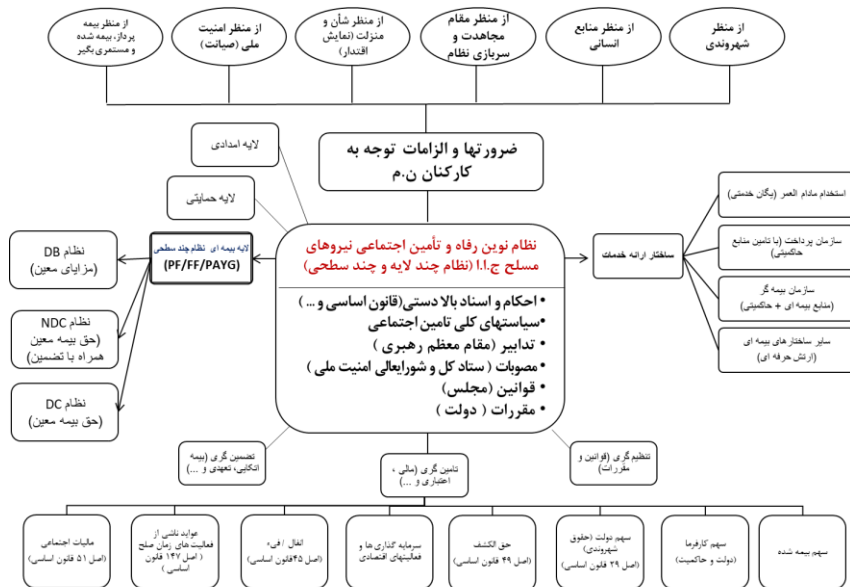 از منظر
شهروندی
از منظر منابع
انسانی
از منظر مقام
مجاهدت و
سربازی نظام
از منظر شأن و
منزلت (نمایش
اقتدار)
از منظر امنیت
ملی (صیانت)
از منظر بیمه
پرداز، بیمه شده
و مستمری بگیر
ضرورتها و الزامات توجه به
کارکنان ن.م
لایه امدادی
لایه حمایتی
استخدام مادام العمر (یگان خدمتی)
سازمان پرداخت (با تامین منابع
حاکمیتی)
سازمان بیمه گر
(منابع بیمه ای + حاکمیتی)
سایر ساختارهای بیمه ای
(ارتش حرفه ای)
ساختار ارائه خدمات
نظام نوین رفاه و تأمین اجتماعی نیروهای
مسلح ج.ا.ا (نظام چند لایه و چند سطحی)
•احکام و اسناد بالا دستی(قانون اساسی و ... )
•سیاستهای کلی تامین اجتماعی
•تدابیر (مقام معظم رهبری )
•مصوبات ( ستاد کل و شورایعالی امنیت ملی )
•قوانین (مجلس )
•مقررات ( دولت )
لایه بیمه ای نظام چند سطحی
(PF/FF/PAYG)
نظام DB
(مزایای معین)
نظام NDC
(حق بیمه معین
همراه با تضمین)
نظام DC
(حق بیمه معین)
تنظیم گری (قوانین و
مقررات)
تامین گری (مالی ،
اعتباری و ...)
تضمین گری (بیمه
اتکایی، تعهدی و ...)
سهم بیمه شده
سهم کارفرما
(دولت و حاکمیت)
سهم دولت (حقوق
شهروندی)
(اصل ۲۹ قانون اساسی)
حق الکشف
(اصل ۴۹ قانون اساسی)
سرمایه گذاری ها و
فعالیتهای اقتصادی
انفال / فیء
(اصل ۴۵قانون اساسی)
عواید ناشی از
فعالیت های زمان صلح
( اصل ۱۴۷ قانون
اساسی )
مالیات اجتماعی
(اصل ۵۱ قانون اساسی)